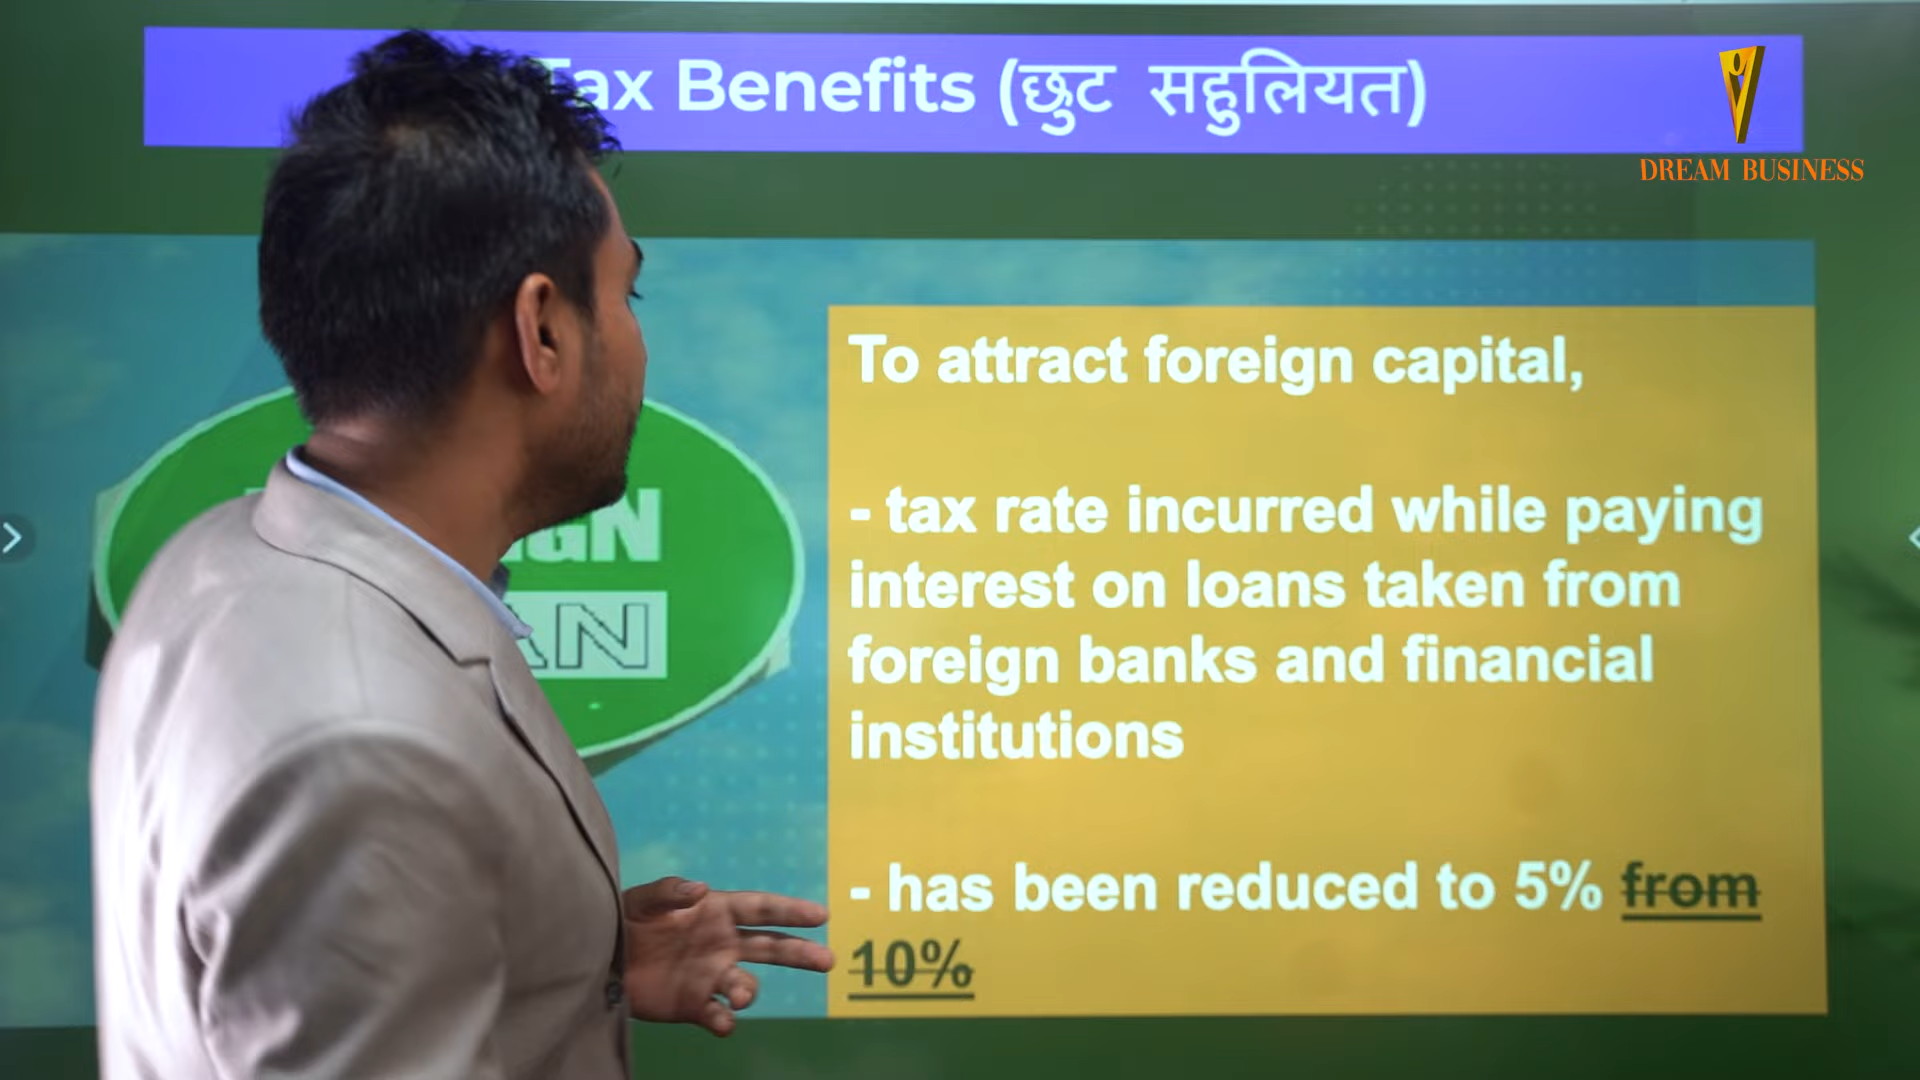 Tax Benefits (छुट सहुलियत)
DREAM BUSINESS
To attract foreign capital,
- tax rate incurred while paying
interest on loans taken from
foreign banks and financial
institutions
- has been reduced to 5% from
10%